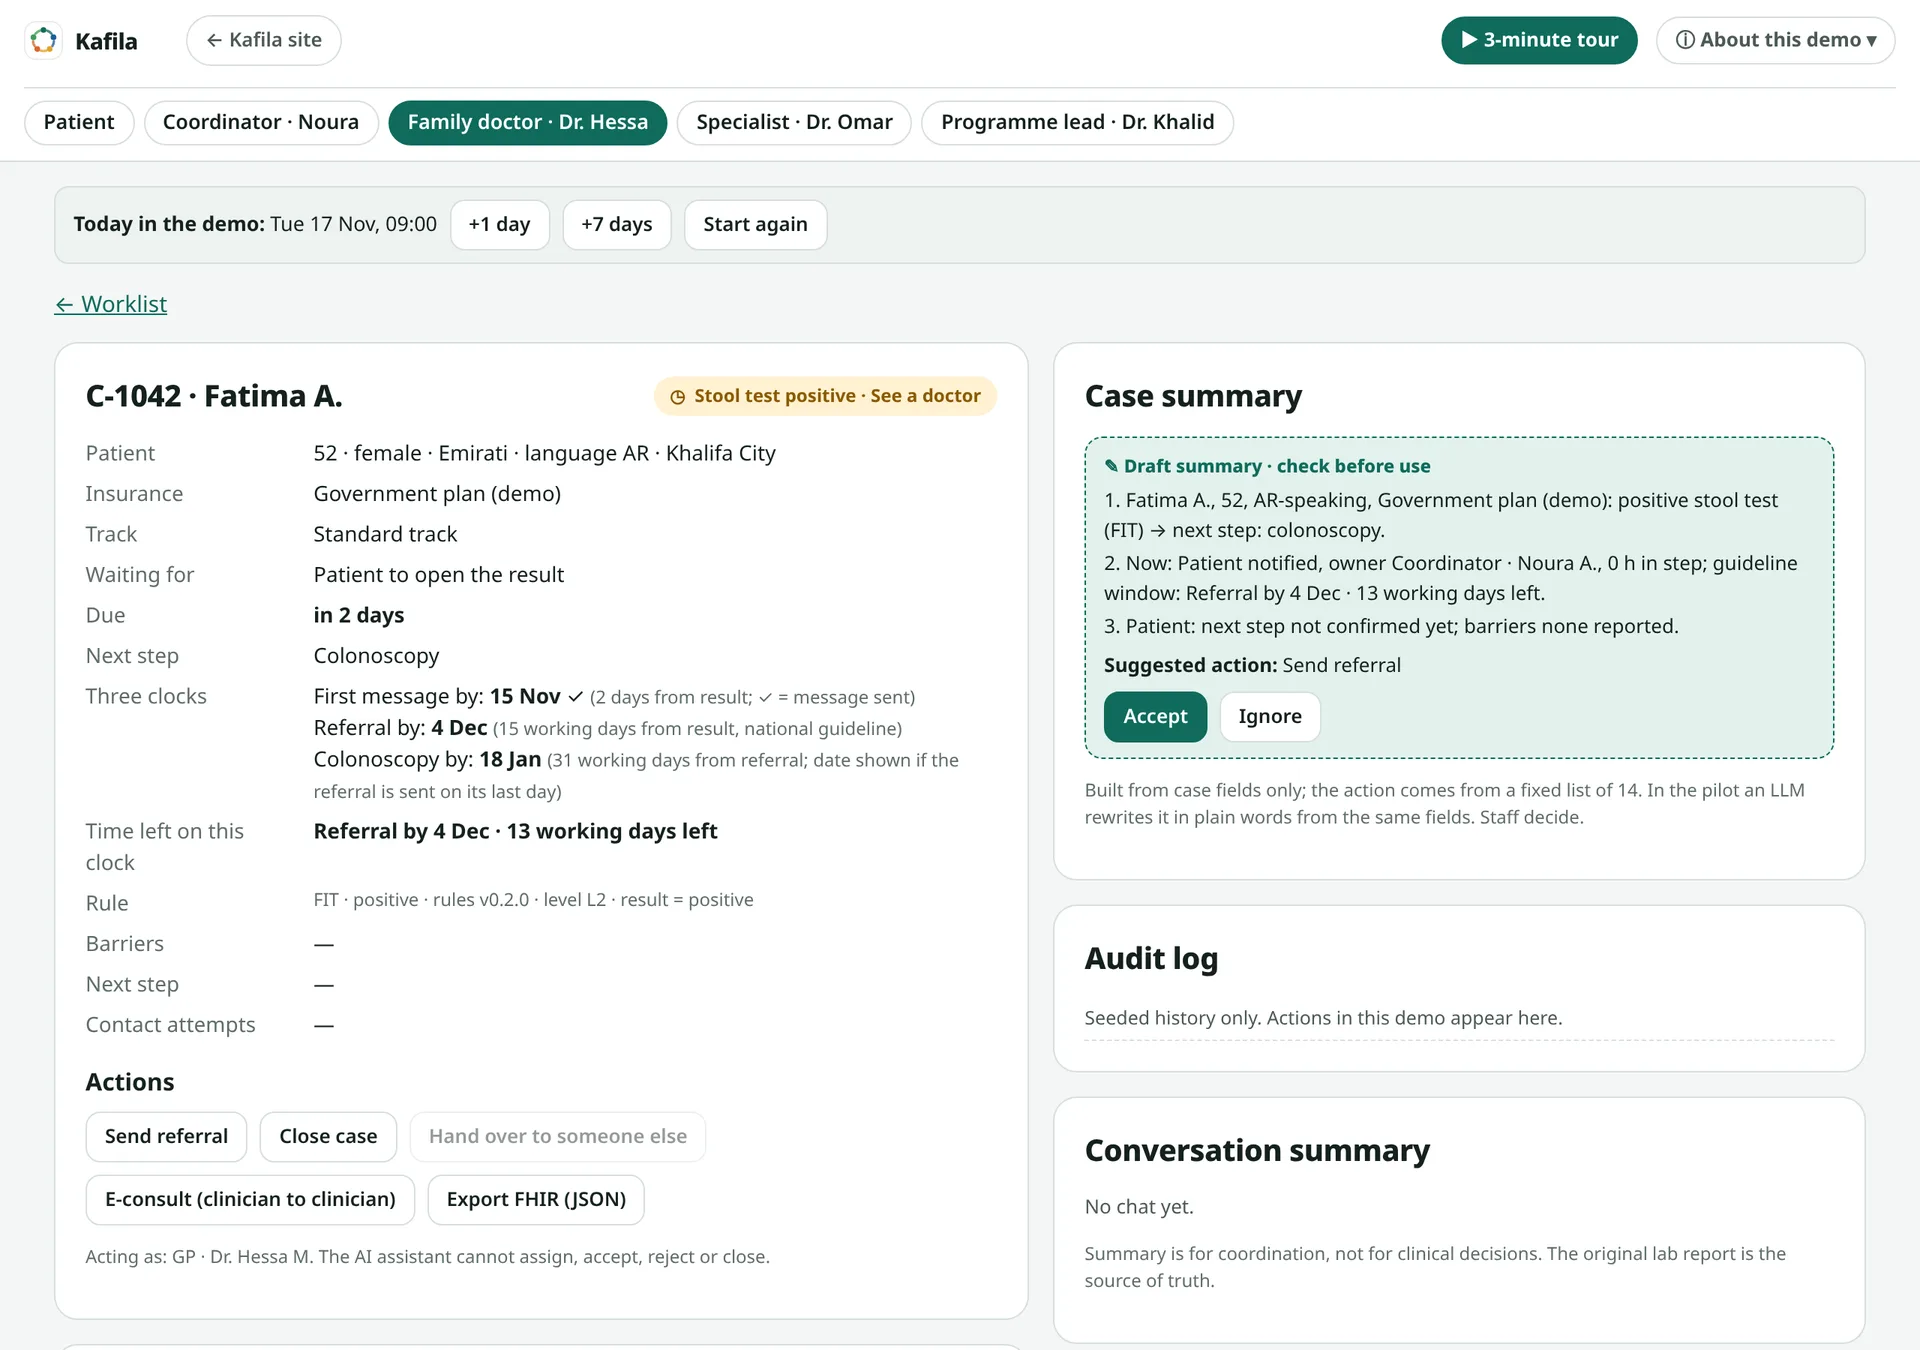 Kafila
← Kafila site
▶ 3-minute tour
ⓘ About this demo ▾
Patient
Coordinator · Noura
Family doctor · Dr. Hessa
Specialist · Dr. Omar
Programme lead · Dr. Khalid
Today in the demo: Tue 17 Nov, 09:00
+1 day
+7 days
Start again
← Worklist
C-1042 · Fatima A.
◷ Stool test positive · See a doctor
Patient 52 · female · Emirati · language AR · Khalifa City
Insurance Government plan (demo)
Track Standard track
Waiting for Patient to open the result
Due in 2 days
Next step Colonoscopy
Three clocks First message by: 15 Nov ✓ (2 days from result; ✓ = message sent)
Referral by: 4 Dec (15 working days from result, national guideline)
Colonoscopy by: 18 Jan (31 working days from referral; date shown if the
referral is sent on its last day)
Time left on this Referral by 4 Dec · 13 working days left
clock
Rule FIT · positive · rules v0.2.0 · level L2 · result = positive
Barriers —
Next step —
Contact attempts —
Actions
Send referral
Close case
Hand over to someone else
E-consult (clinician to clinician)
Export FHIR (JSON)
Acting as: GP · Dr. Hessa M. The AI assistant cannot assign, accept, reject or close.
Case summary
✎ Draft summary · check before use
1. Fatima A., 52, AR-speaking, Government plan (demo): positive stool test
(FIT) → next step: colonoscopy.
2. Now: Patient notified, owner Coordinator · Noura A., 0 h in step; guideline
window: Referral by 4 Dec · 13 working days left.
3. Patient: next step not confirmed yet; barriers none reported.
Suggested action: Send referral
Accept
Ignore
Built from case fields only; the action comes from a fixed list of 14. In the pilot an LLM
rewrites it in plain words from the same fields. Staff decide.
Audit log
Seeded history only. Actions in this demo appear here.
Conversation summary
No chat yet.
Summary is for coordination, not for clinical decisions. The original lab report is the
source of truth.